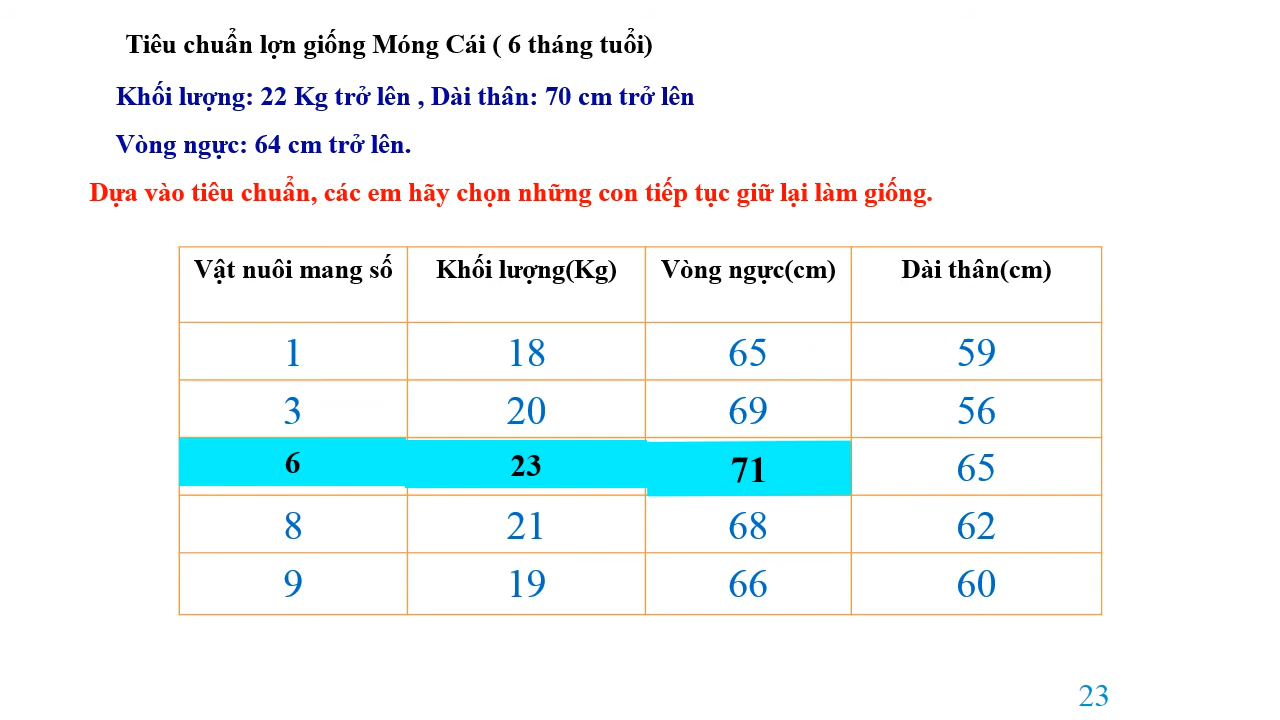 Tiêu chuẩn lợn giống Móng Cái ( 6 tháng tuổi)
Khối lượng: 22 Kg trở lên , Dài thân: 70 cm trở lên
Vòng ngực: 64 cm trở lên.
Dựa vào tiêu chuẩn, các em hãy chọn những con tiếp tục giữ lại làm giống.
Vật nuôi mang số Khối lượng(Kg) Vòng ngực(cm) Dài thân(cm)
1 18 65 59
3 20 69 56
6 23 71 65
8 21 68 62
9 19 66 60
23